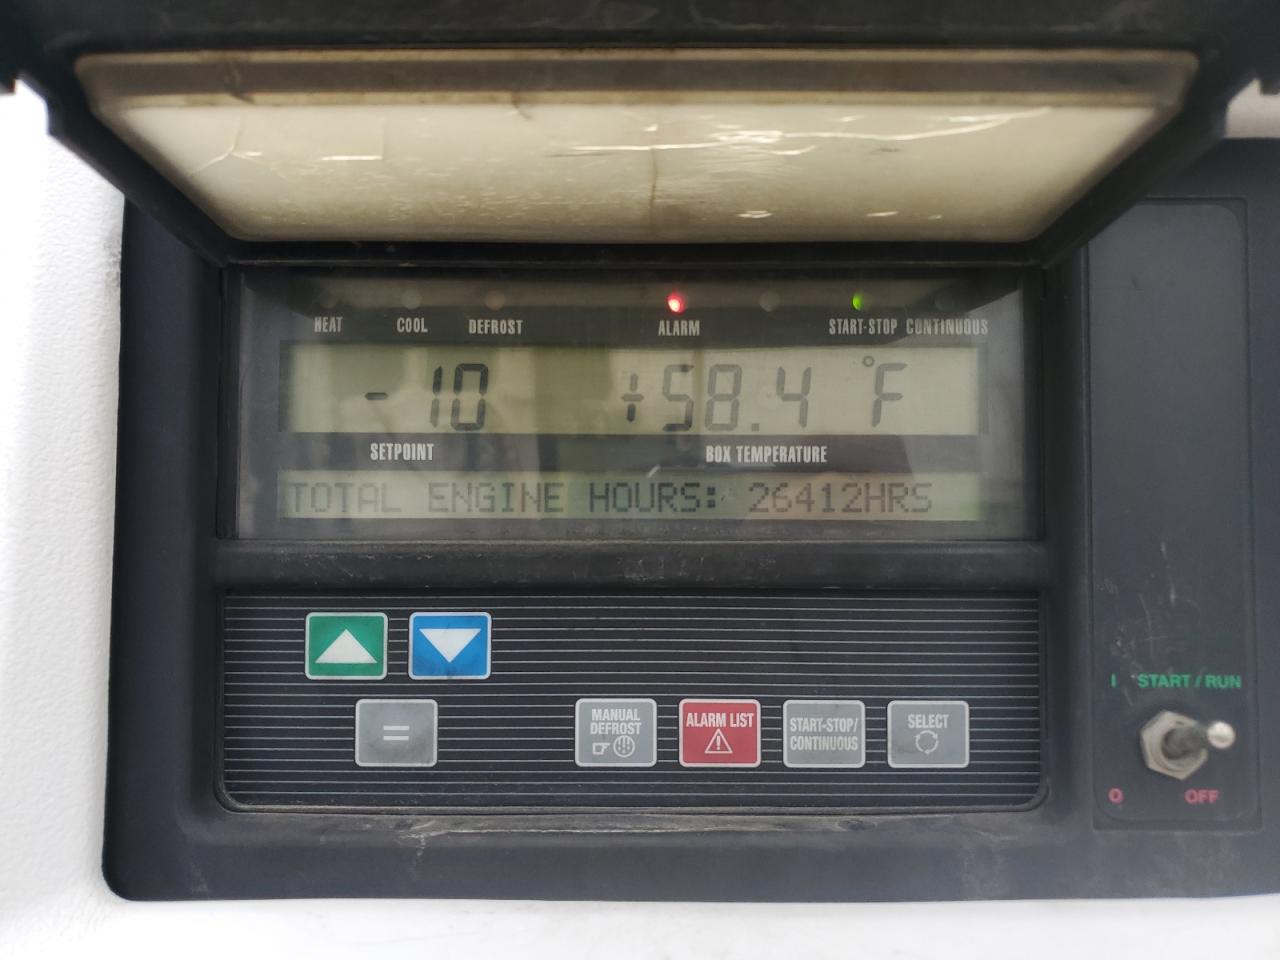 HEAT COOL DEFROST ALARM START-STOP CONTINUOUS
-10 +58.4 °F
SETPOINT BOX TEMPERATURE
TOTAL ENGINE HOURS: 26412HRS
I START / RUN
=
MANUAL DEFROST
ALARM LIST
START-STOP/
CONTINUOUS
SELECT
O OFF